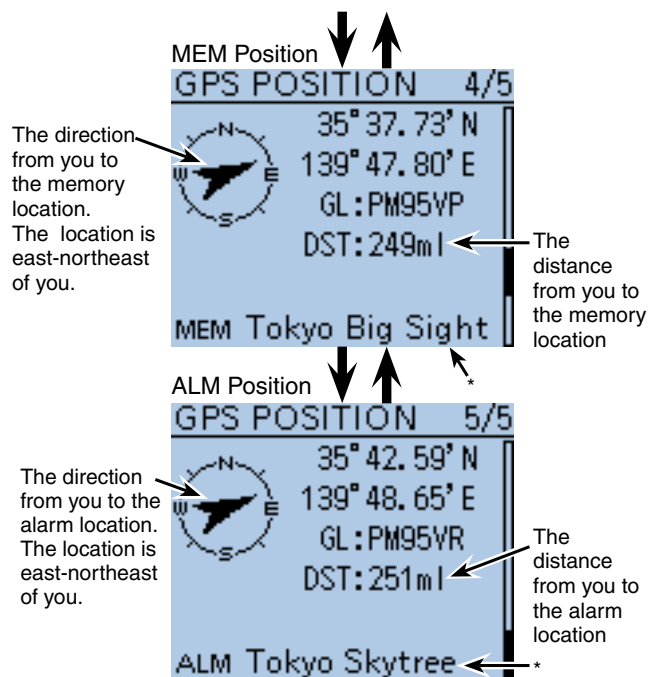 MEM Position
GPS POSITION 4/5
The direction
from you to
the memory
location.
The location is
east-northeast
of you.
N
W E
S
35°37.73’N
139°47.80’E
GL:PM95VP
DST:249ml
The
distance
from you to
the memory
location
MEM Tokyo Big Sight
*
ALM Position
GPS POSITION 5/5
The direction
from you to the
alarm location.
The location is
east-northeast
of you.
N
W E
S
35°42.59’N
139°48.65’E
GL:PM95VR
DST:251ml
The
distance
from you to
the alarm
location
ALM Tokyo Skytree
*